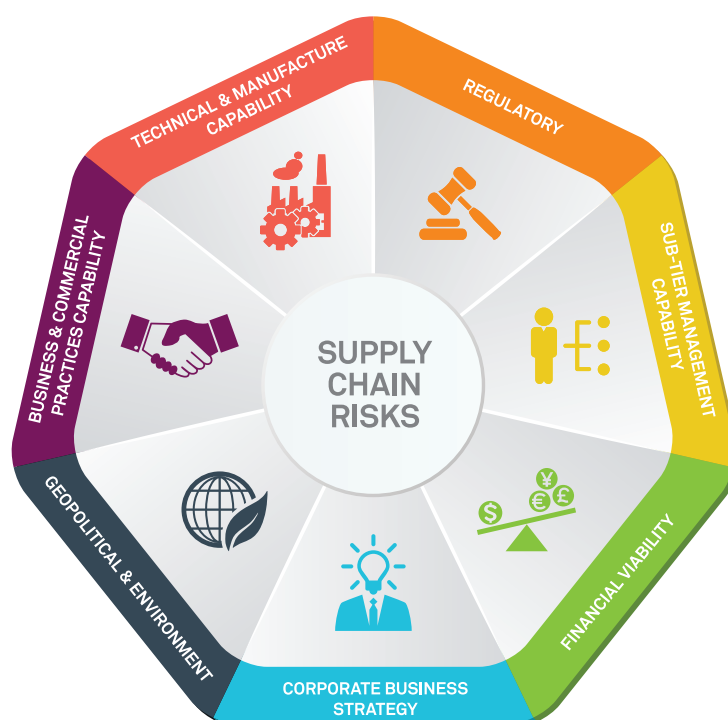 TECHNICAL & MANUFACTURE
CAPABILITY
REGULATORY
SUB-TIER MANAGEMENT
CAPABILITY
FINANCIAL VIABILITY
CORPORATE BUSINESS
STRATEGY
GEOPOLITICAL & ENVIRONMENT
BUSINESS & COMMERCIAL
PRACTICES CAPABILITY
SUPPLY
CHAIN
RISKS
$
¥
€
£